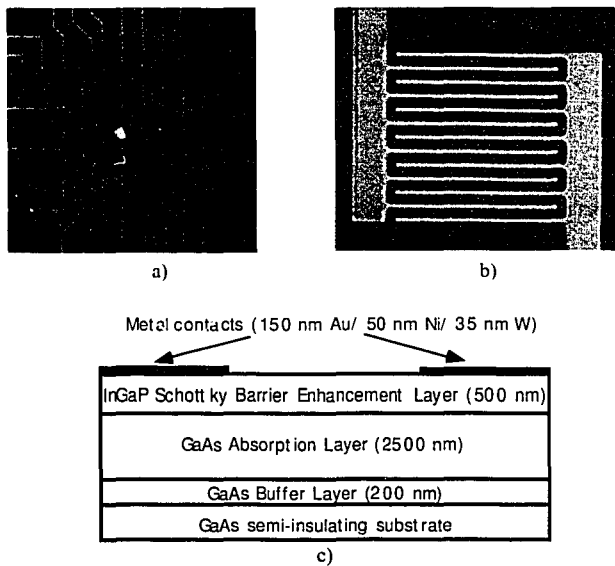 a)
b)
Metal contacts (150 nm Au/ 50 nm Ni/ 35 nm W)
InGaP Schottky Barrier Enhancement Layer (500 nm)
GaAs Absorption Layer (2500 nm)
GaAs Buffer Layer (200 nm)
GaAs semi-insulating substrate
c)